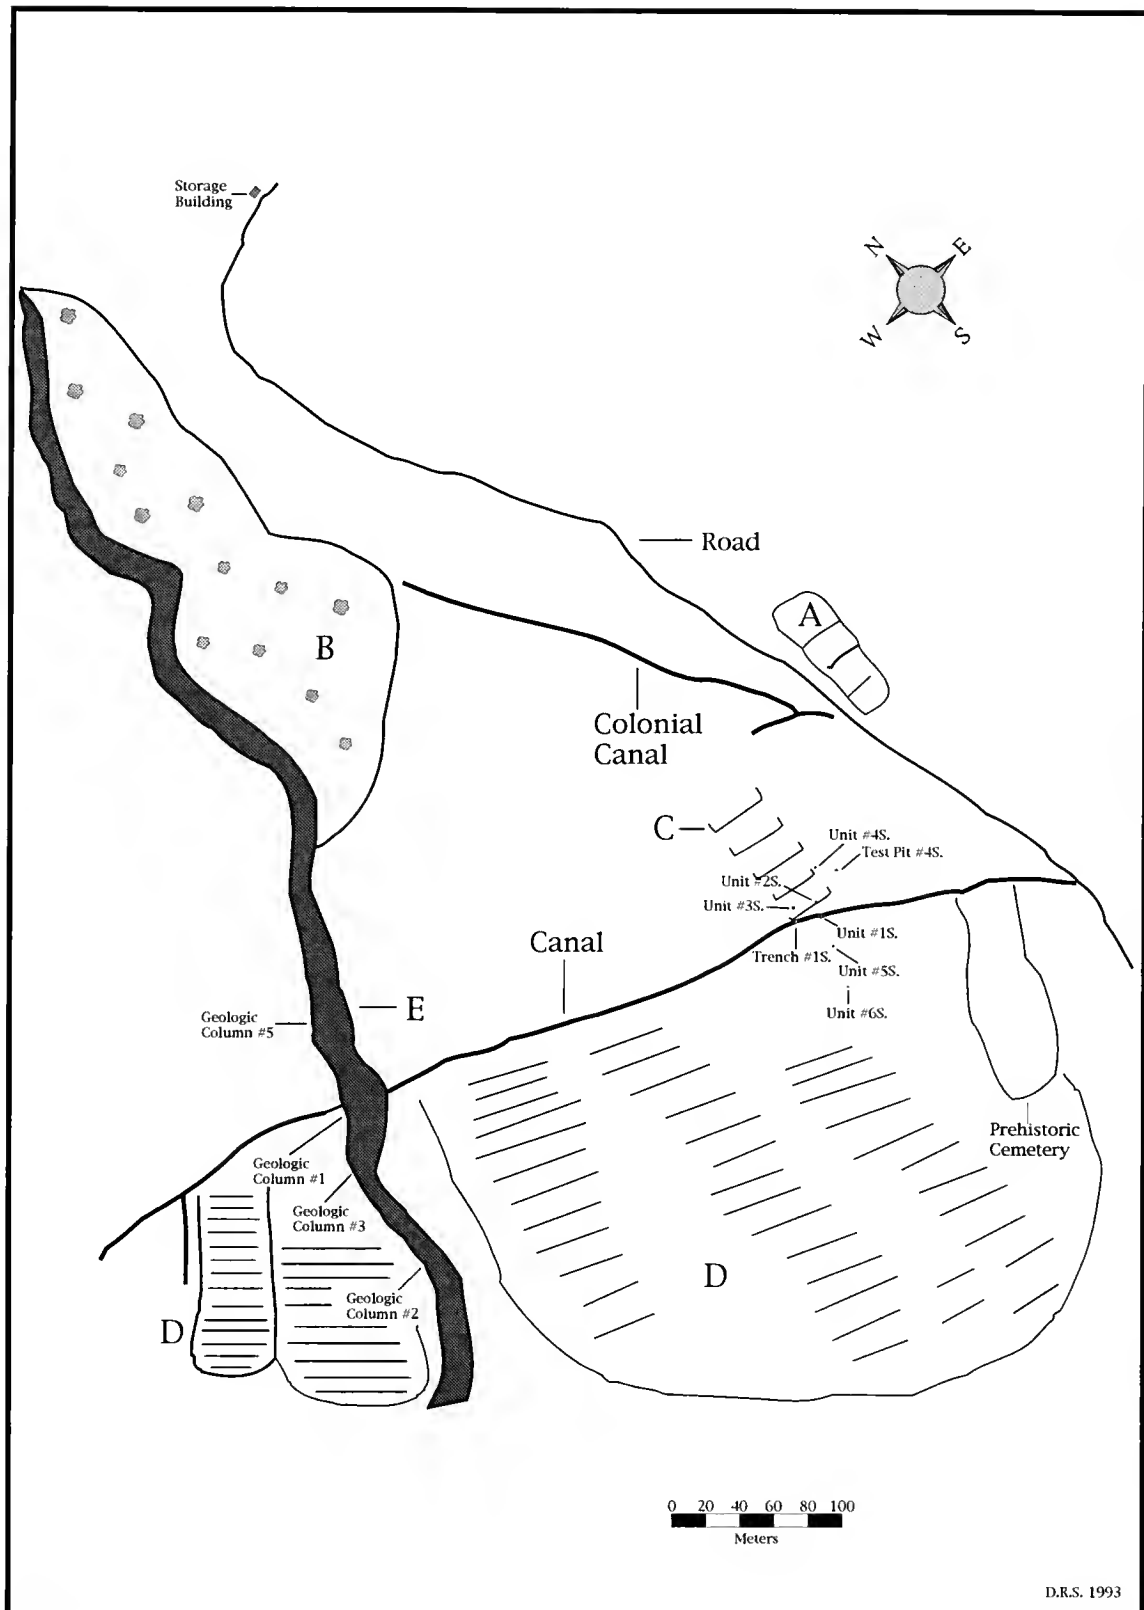 Storage
Building
N
E
W
S
Road
A
B
Colonial
Canal
C
Unit #4S.
Test Pit #4S.
Unit #2S.
Unit #3S.
Unit #1S.
Trench #1S.
Unit #5S.
Unit #6S.
Canal
E
Geologic
Column #5
Prehistoric
Cemetery
Geologic
Column #1
Geologic
Column #3
D
Geologic
Column #2
D
0 20 40 60 80 100
Meters
D.R.S. 1993